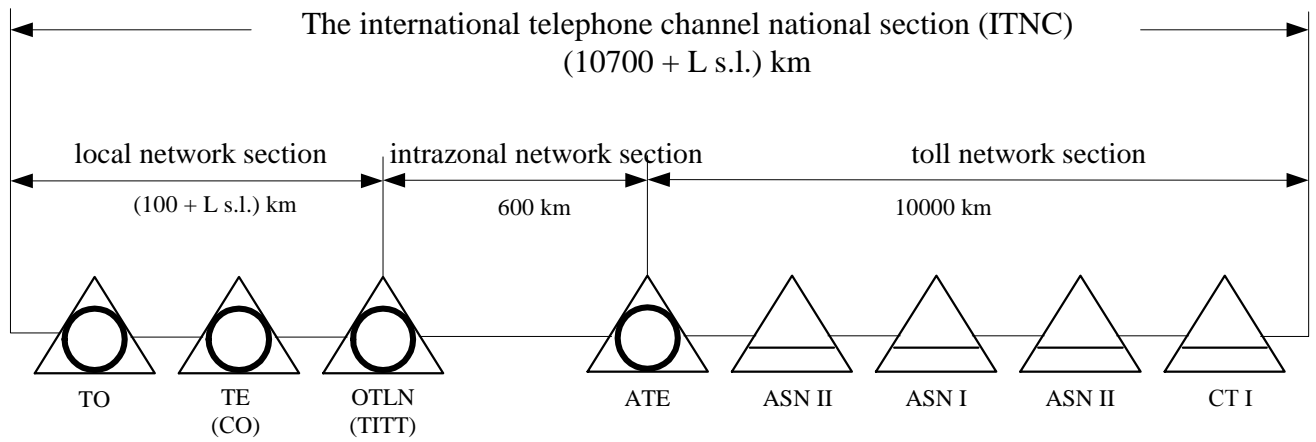 The international telephone channel national section (ITNC)
(10700 + L s.l.) km
local network section
intrazonal network section
toll network section
(100 + L s.l.) km
600 km
10000 km
TO
TE
(CO)
OTLN
(TITT)
ATE
ASN II
ASN I
ASN II
CT I